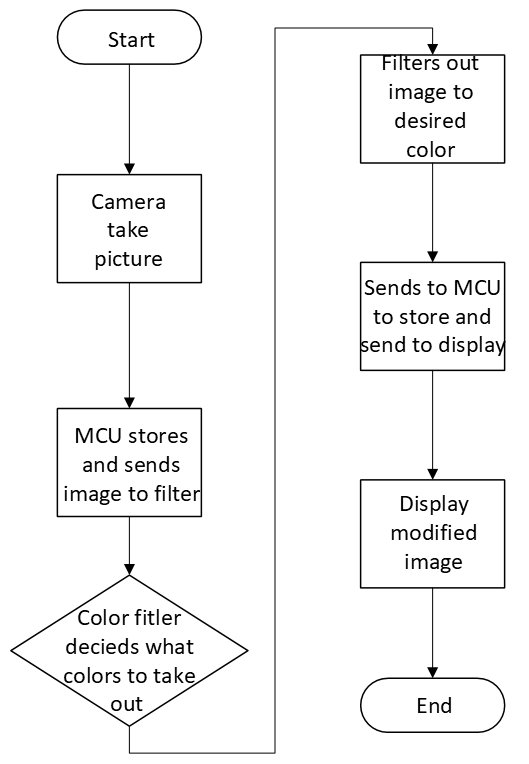 Start
Camera
take
picture
MCU stores
and sends
image to filter
Color fitler
decieds what
colors to take
out
Filters out
image to
desired
color
Sends to MCU
to store and
send to display
Display
modified
image
End